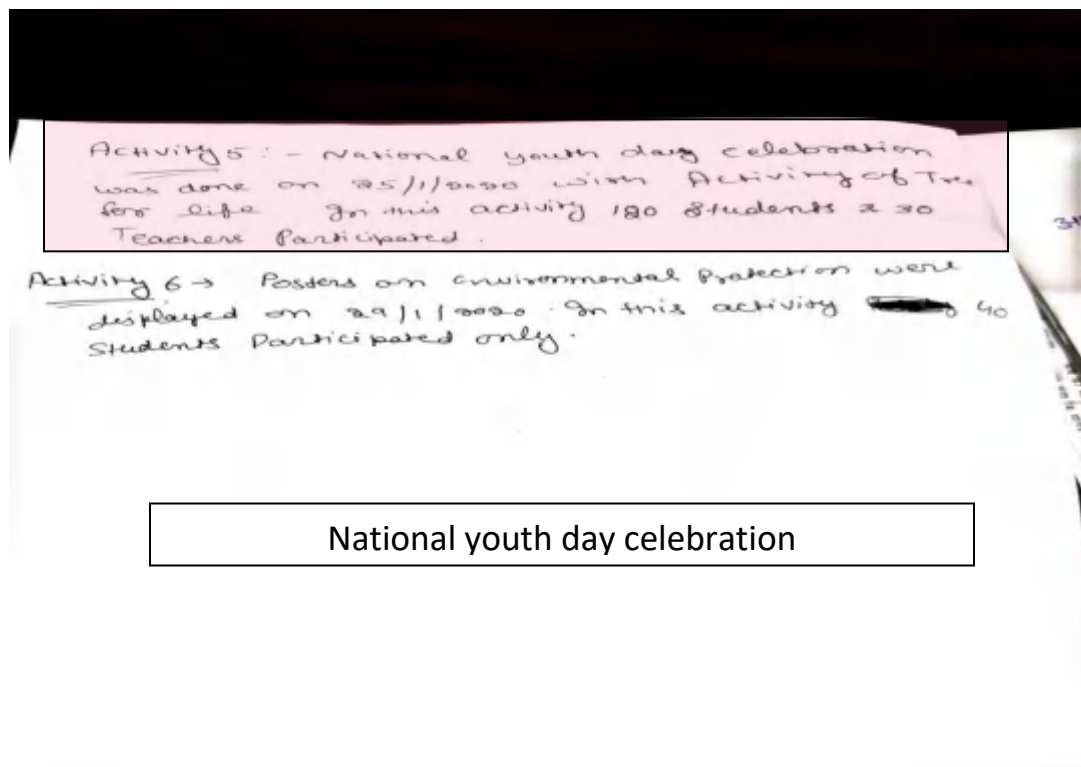 Activity 5 : - National youth day celebration
was done on 25/1/2020 with Activity of Tree
for life In this activity 120 Students & 20
Teachers Participated.
Activity 6 → Posters on environmental Protection were
displayed on 29/1/2020. In this activity 40
Students Participated only.
National youth day celebration